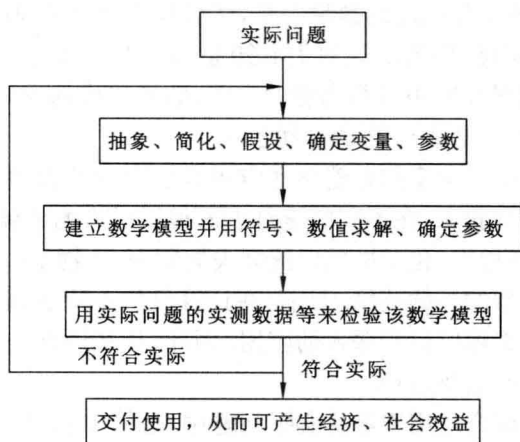 实际问题
抽象、简化、假设、确定变量、参数
建立数学模型并用符号、数值求解、确定参数
用实际问题的实测数据等来检验该数学模型
不符合实际
符合实际
交付使用，从而可产生经济、社会效益